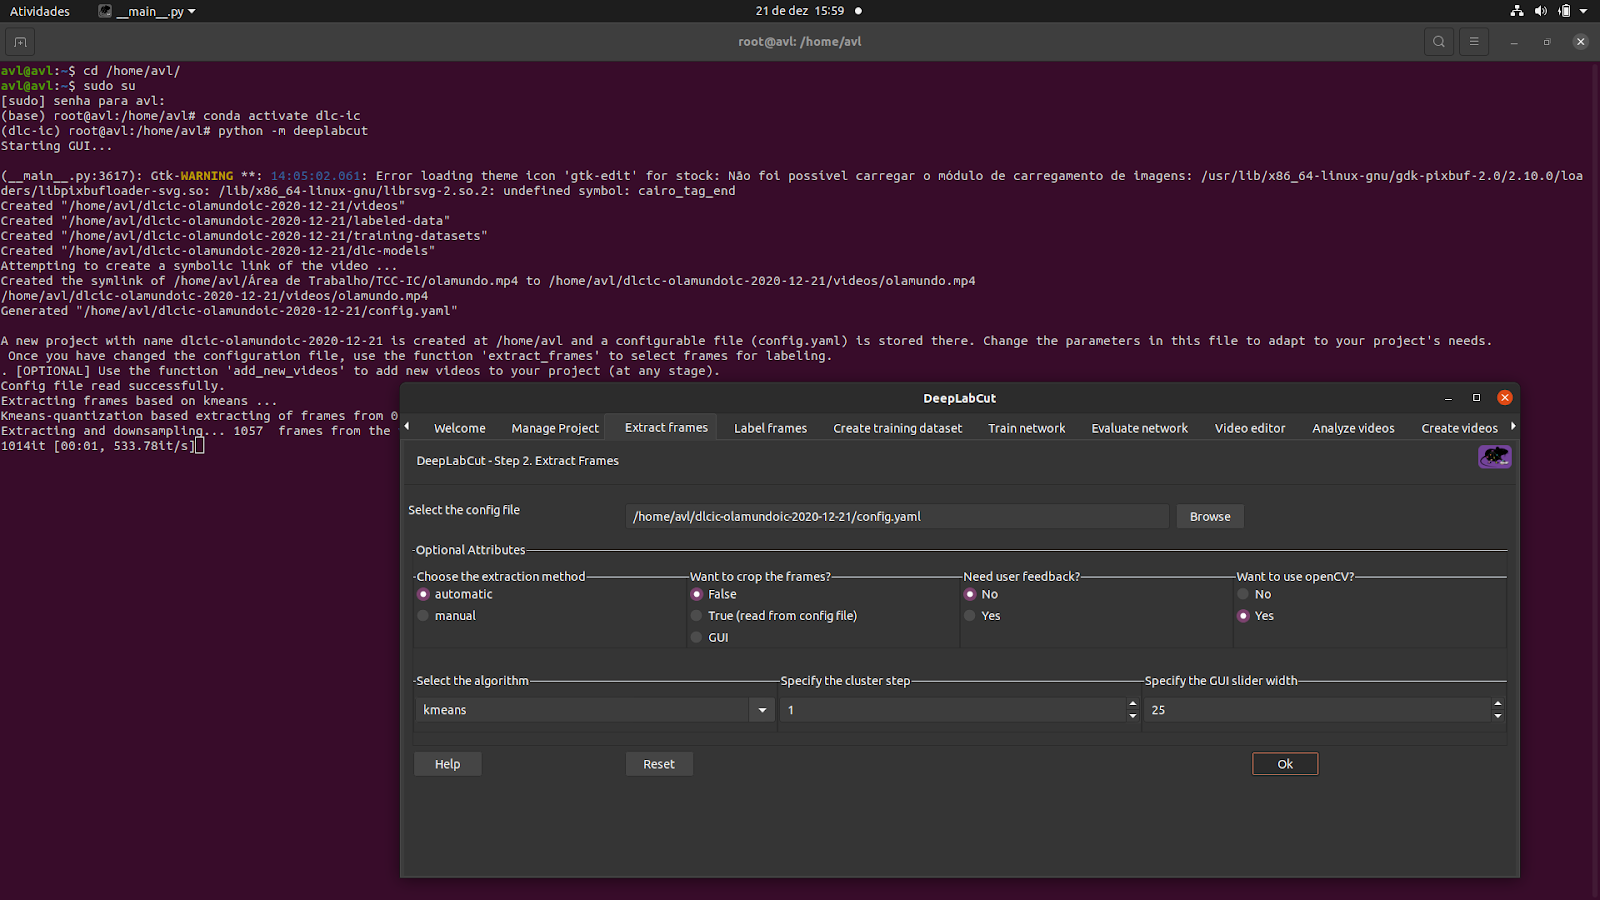 Atividades
__main__.py
21 de dez  15:59
root@avl: /home/avl
avl@avl:~$ cd /home/avl/
avl@avl:~$ sudo su
[sudo] senha para avl:
(base) root@avl:/home/avl# conda activate dlc-ic
(dlc-ic) root@avl:/home/avl# python -m deeplabcut
Starting GUI...
(__main__.py:3617): Gtk-WARNING **: 14:05:02.061: Error loading theme icon 'gtk-edit' for stock: Não foi possível carregar o módulo de carregamento de imagens: /usr/lib/x86_64-linux-gnu/gdk-pixbuf-2.0/2.10.0/loa
ders/libpixbufloader-svg.so: /lib/x86_64-linux-gnu/librsvg-2.so.2: undefined symbol: cairo_tag_end
Created "/home/avl/dlcic-olamundoic-2020-12-21/videos"
Created "/home/avl/dlcic-olamundoic-2020-12-21/labeled-data"
Created "/home/avl/dlcic-olamundoic-2020-12-21/training-datasets"
Created "/home/avl/dlcic-olamundoic-2020-12-21/dlc-models"
Attempting to create a symbolic link of the video ...
Created the symlink of /home/avl/Área de Trabalho/TCC-IC/olamundo.mp4 to /home/avl/dlcic-olamundoic-2020-12-21/videos/olamundo.mp4
/home/avl/dlcic-olamundoic-2020-12-21/videos/olamundo.mp4
Generated "/home/avl/dlcic-olamundoic-2020-12-21/config.yaml"
A new project with name dlcic-olamundoic-2020-12-21 is created at /home/avl and a configurable file (config.yaml) is stored there. Change the parameters in this file to adapt to your project's needs.
Once you have changed the configuration file, use the function 'extract_frames' to select frames for labeling.
. [OPTIONAL] Use the function 'add_new_videos' to add new videos to your project (at any stage).
Config file read successfully.
Extracting frames based on kmeans ...
Kmeans-quantization based extracting of frames from 0
Extracting and downsampling... 1057  frames from the
1014it [00:01, 533.78it/s]
DeepLabCut
Welcome
Manage Project
Extract frames
Label frames
Create training dataset
Train network
Evaluate network
Video editor
Analyze videos
Create videos
DeepLabCut - Step 2. Extract Frames
Select the config file
/home/avl/dlcic-olamundoic-2020-12-21/config.yaml
Browse
Optional Attributes
Choose the extraction method
automatic
manual
Want to crop the frames?
False
True (read from config file)
GUI
Need user feedback?
No
Yes
Want to use openCV?
No
Yes
Select the algorithm
kmeans
Specify the cluster step
1
Specify the GUI slider width
25
Help
Reset
Ok